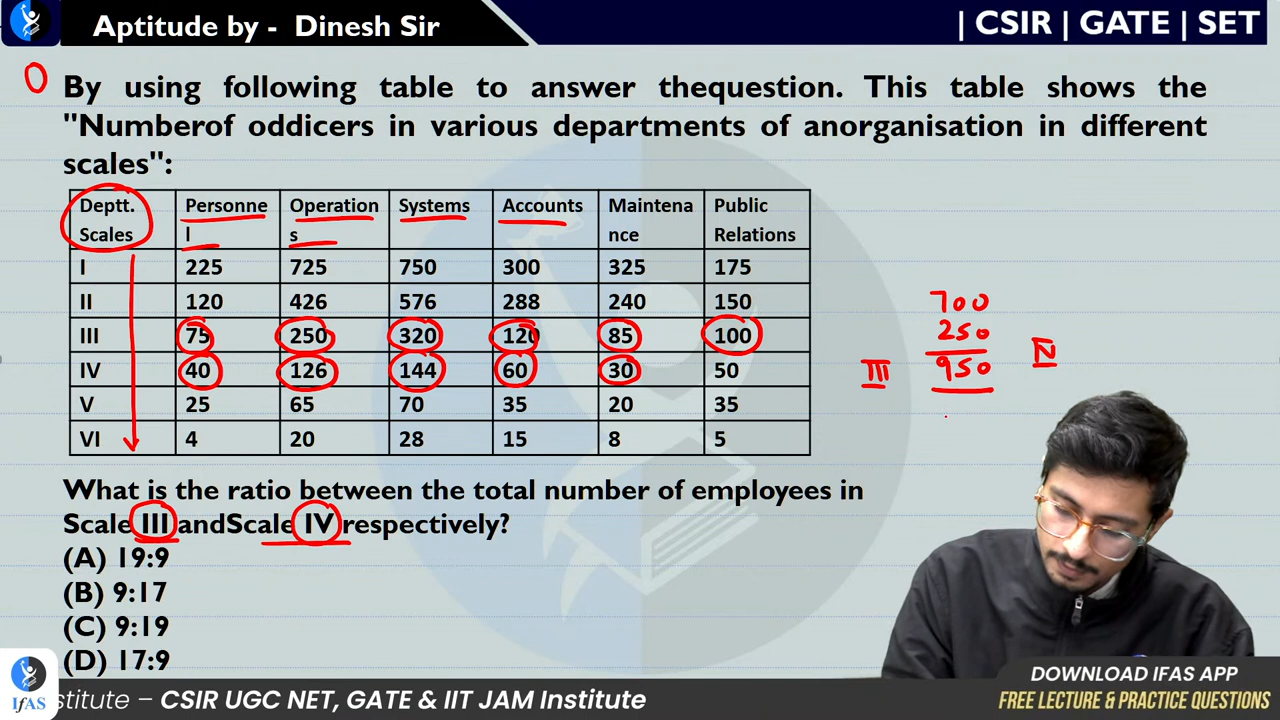 Aptitude by - Dinesh Sir
| CSIR | GATE | SET
By using following table to answer thequestion. This table shows the
"Numberof oddicers in various departments of anorganisation in different
scales":
Deptt. Scales Personnel Operations Systems Accounts Maintenance Public Relations
I 225 725 750 300 325 175
II 120 426 576 288 240 150
III 75 250 320 120 85 100
IV 40 126 144 60 30 50
V 25 65 70 35 20 35
VI 4 20 28 15 8 5
700
250
III 950 IV
What is the ratio between the total number of employees in
Scale III andScale IV respectively?
(A) 19:9
(B) 9:17
(C) 9:19
(D) 17:9
DOWNLOAD IFAS APP
FREE LECTURE & PRACTICE QUESTIONS
IfAS
stitute – CSIR UGC NET, GATE & IIT JAM Institute